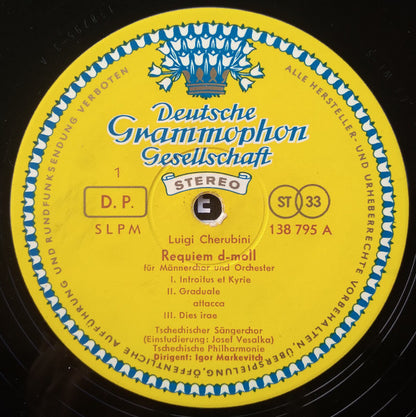 ALLE HERSTELLER- UND URHEBERRECHTE VORBEHALTEN, ÜBERSPIELUNG, ÖFFENTLICHE AUFFÜHRUNG UND RUNDFUNKSENDUNG VERBOTEN
Deutsche
Grammophon
Gesellschaft
STEREO
1
D. P.
E
ST 33
SLPM
138 795 A
Luigi Cherubini
Requiem d-moll
für Männerchor und Orchester
I. Introitus et Kyrie
II. Graduale
attacca
III. Dies irae
Tschechischer Sängerchor
(Einstudierung: Josef Veselka)
Tschechische Philharmonie
Dirigent: Igor Markevitch